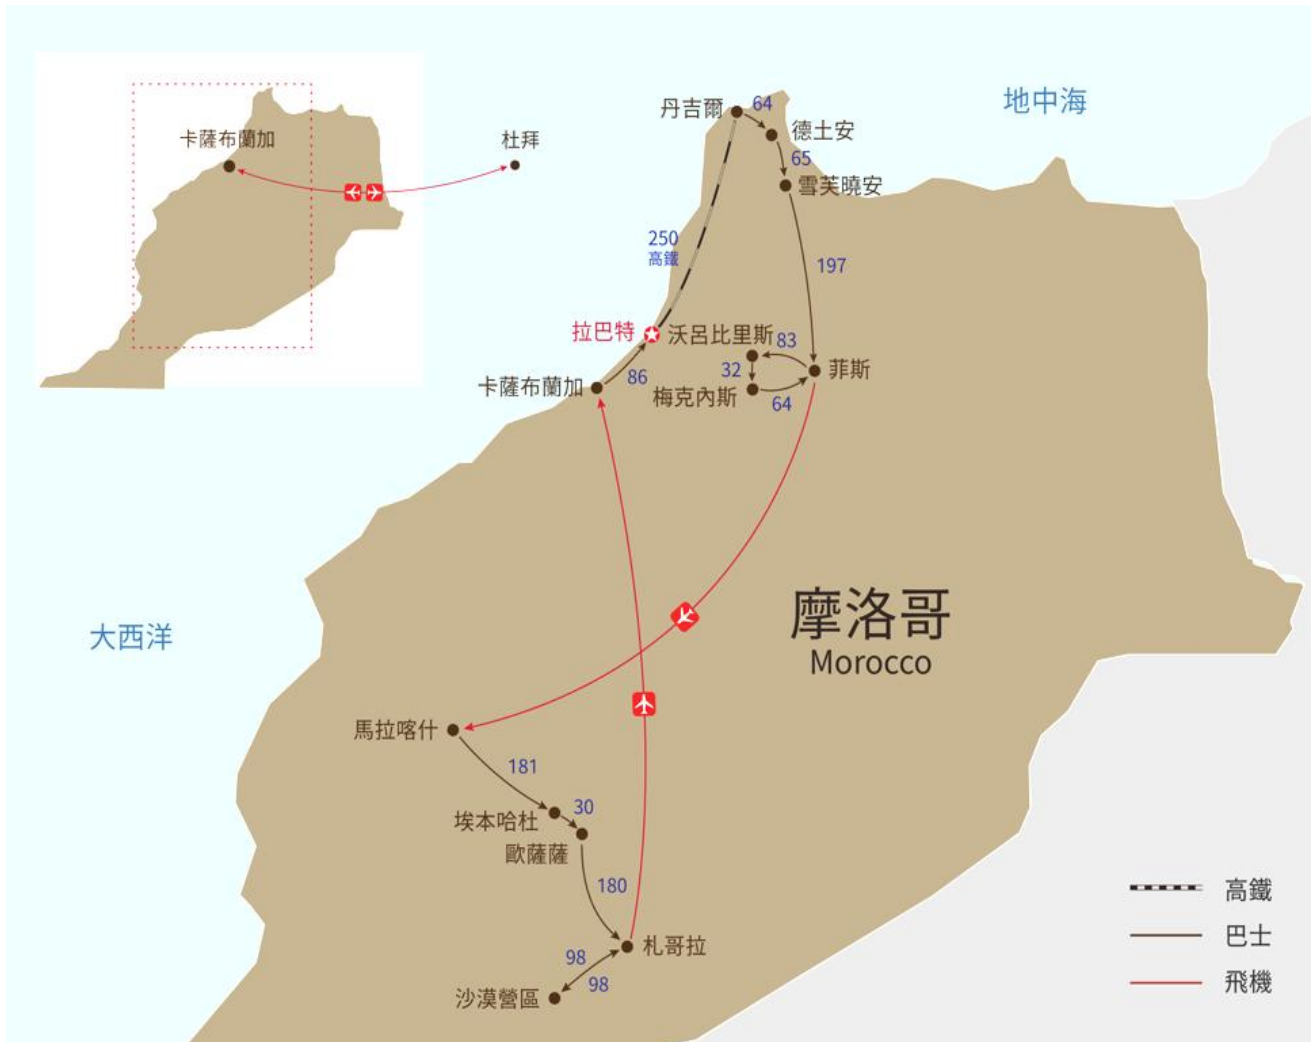 卡薩布蘭加
杜拜
地中海
丹吉爾
64
德土安
65
雪芙曉安
250
高鐵
197
拉巴特
沃呂比里斯
83
菲斯
32
86
卡薩布蘭加
梅克內斯
64
摩洛哥
Morocco
大西洋
馬拉喀什
181
30
埃本哈杜
歐薩薩
180
札哥拉
98
98
沙漠營區
高鐵
巴士
飛機